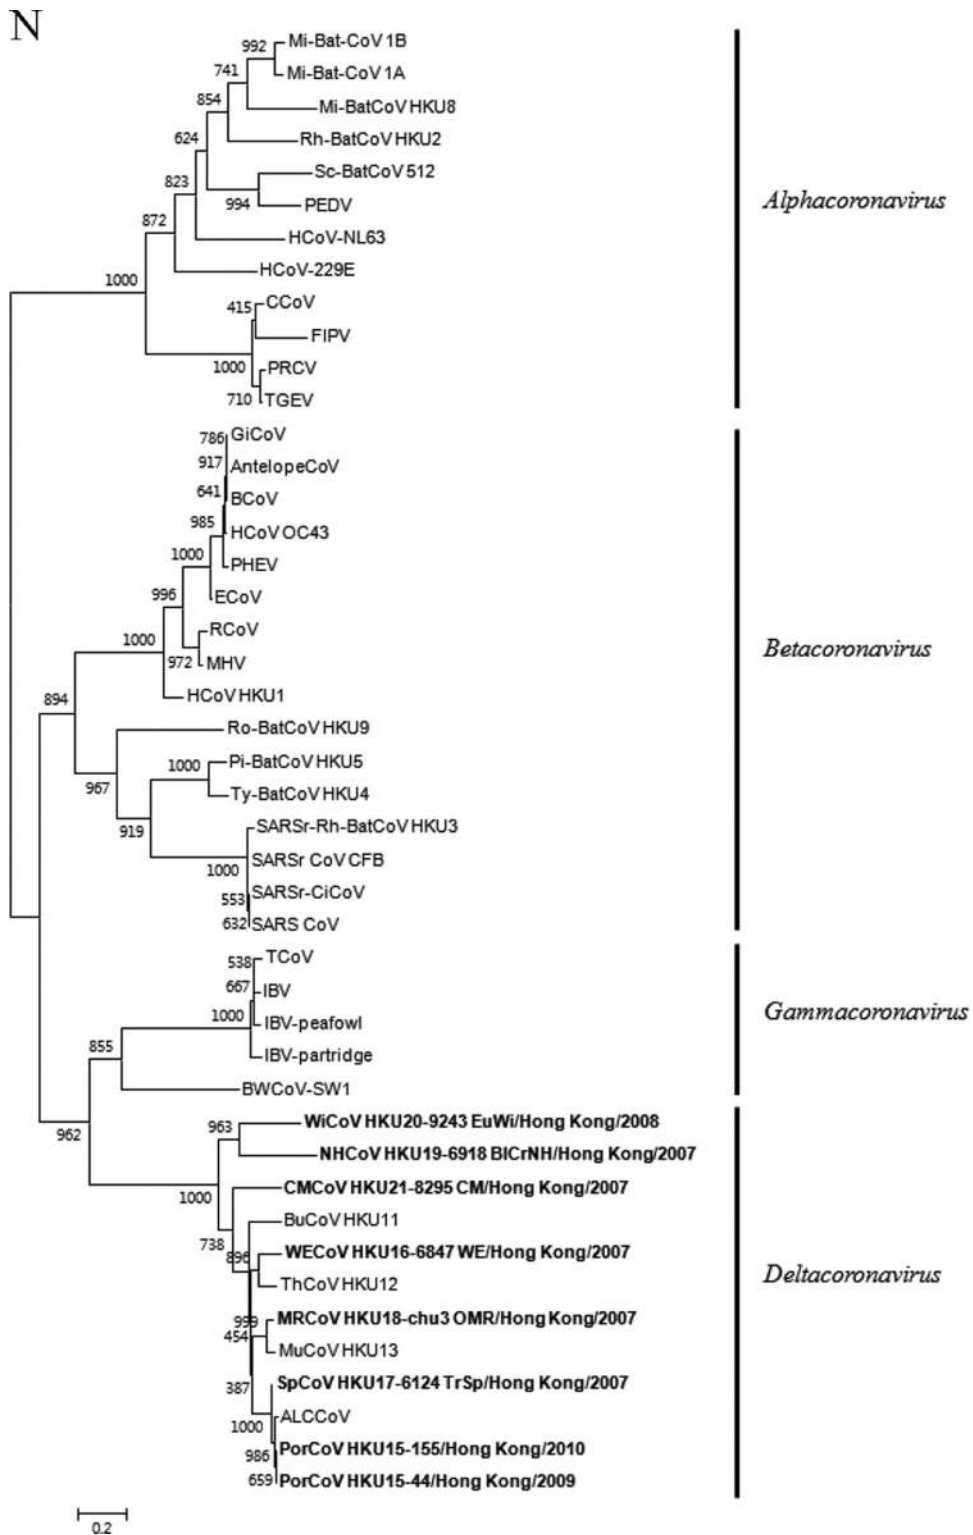 N
992
Mi-Bat-CoV 1B
741
Mi-Bat-CoV 1A
854
Mi-BatCoV HKU8
624
Rh-BatCoV HKU2
823
Sc-BatCoV 512
994
PEDV
872
HCoV-NL63
1000
HCoV-229E
415
CCoV
FIPV
1000
PRCV
710
TGEV
Alphacoronavirus
786
GiCoV
917
AntelopeCoV
641
BCoV
985
HCoV OC43
1000
PHEV
996
ECoV
1000
RCoV
972
MHV
894
HCoV HKU1
Ro-BatCoV HKU9
967
1000
Pi-BatCoV HKU5
919
Ty-BatCoV HKU4
SARSr-Rh-BatCoV HKU3
1000
SARSr CoV CFB
553
SARSr-CiCoV
632
SARS CoV
Betacoronavirus
538
TCoV
667
IBV
1000
IBV-peafowl
855
IBV-partridge
BWCoV-SW1
Gammacoronavirus
962
963
WiCoV HKU20-9243 EuWi/Hong Kong/2008
NHCoV HKU19-6918 BlCrNH/Hong Kong/2007
1000
CMCoV HKU21-8295 CM/Hong Kong/2007
738
BuCoV HKU11
896
WECoV HKU16-6847 WE/Hong Kong/2007
ThCoV HKU12
999
MRCoV HKU18-chu3 OMR/Hong Kong/2007
454
MuCoV HKU13
387
SpCoV HKU17-6124 TrSp/Hong Kong/2007
1000
ALCCoV
986
PorCoV HKU15-155/Hong Kong/2010
659
PorCoV HKU15-44/Hong Kong/2009
Deltacoronavirus
0.2